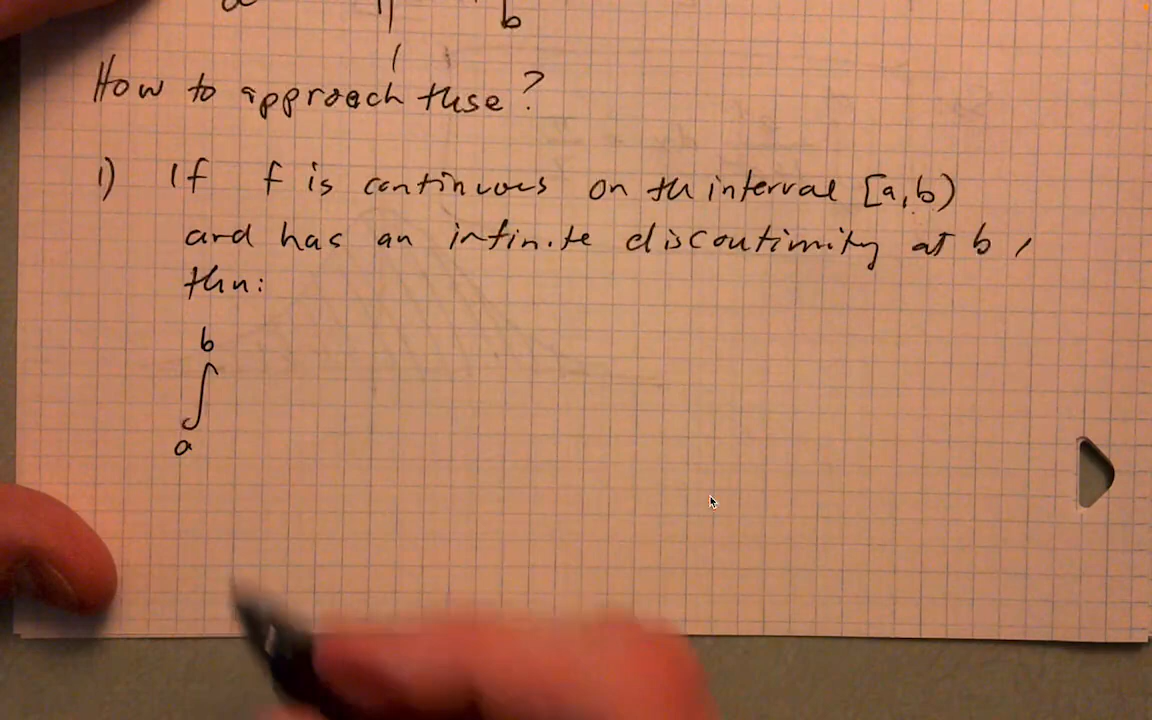 b
How to approach these?
1) If f is continuous on the interval [a,b)
and has an infinite discontinuity at b,
then:
b
∫
a